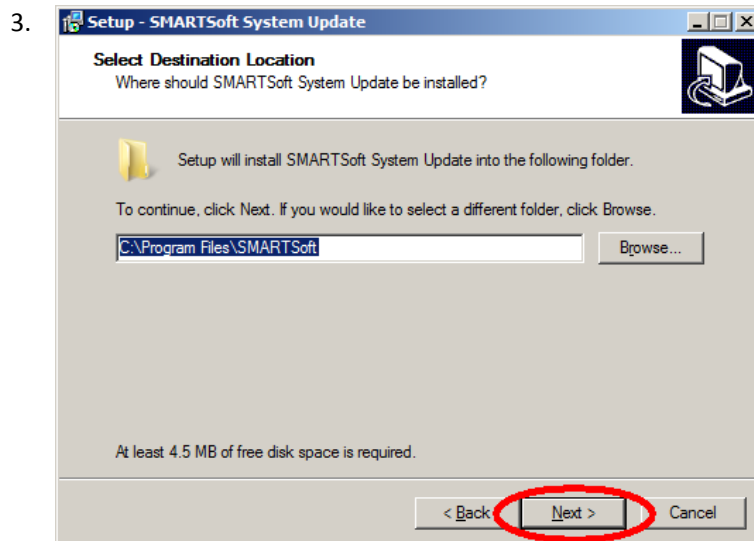 3.
Setup - SMARTSoft System Update
Select Destination Location
Where should SMARTSoft System Update be installed?
Setup will install SMARTSoft System Update into the following folder.
To continue, click Next. If you would like to select a different folder, click Browse.
C:\Program Files\SMARTSoft
Browse...
At least 4.5 MB of free disk space is required.
< Back Next > Cancel